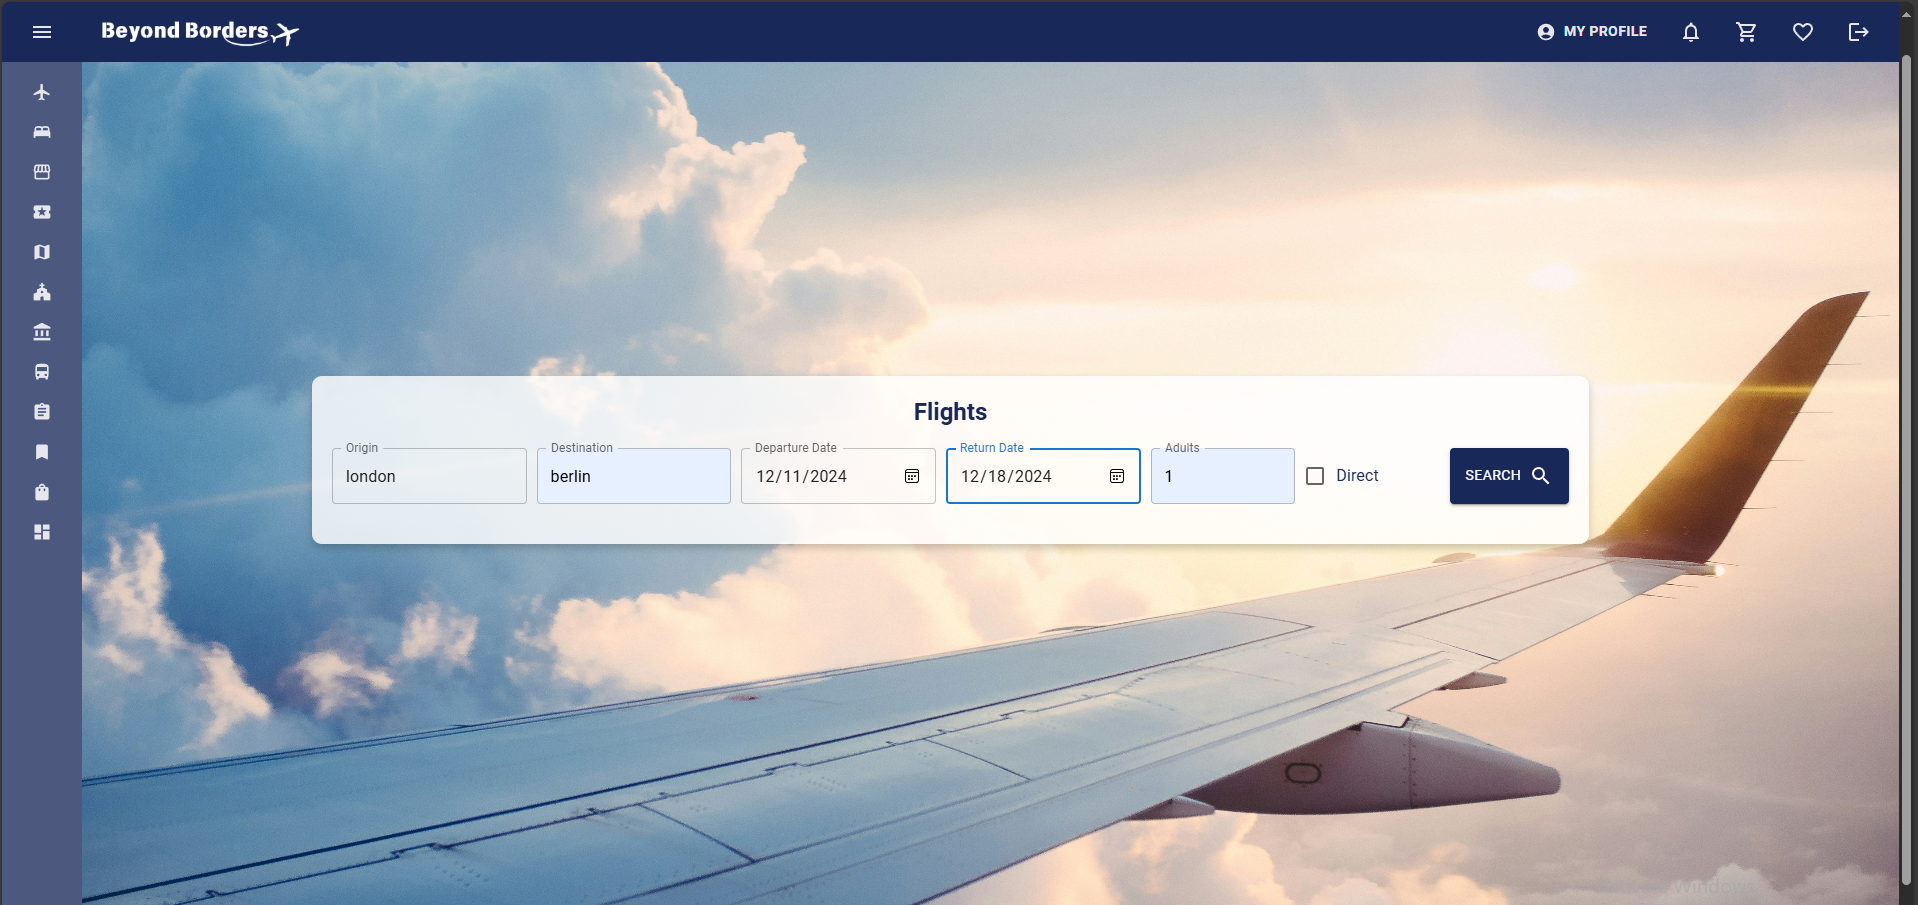 Beyond Borders
MY PROFILE
Flights
Origin
london
Destination
berlin
Departure Date
12/11/2024
Return Date
12/18/2024
Adults
1
Direct
SEARCH